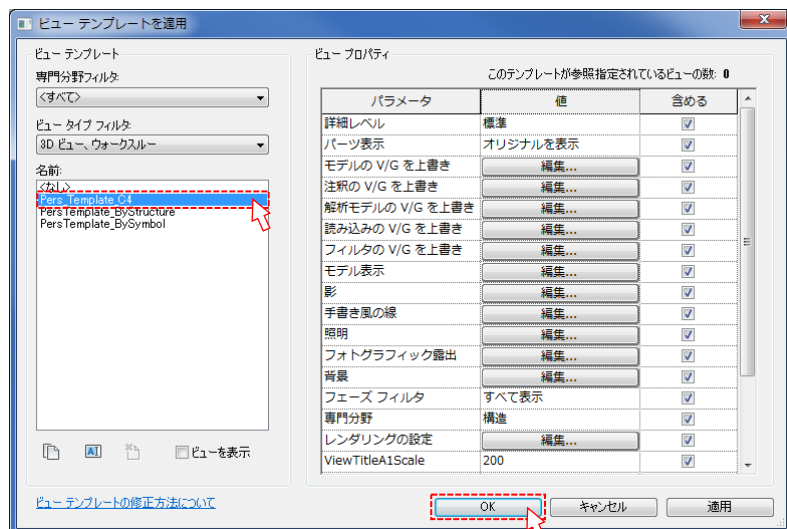 ビュー テンプレートを適用
ビュー テンプレート
専門分野フィルタ:
<すべて>
ビュー タイプ フィルタ:
3D ビュー、ウォークスルー
名前:
<なし>
Pers_Template_C4
PersTemplate_ByStructure
PersTemplate_BySymbol
ビューを表示
ビュー テンプレートの修正方法について
ビュー プロパティ
このテンプレートが参照指定されているビューの数: 0
パラメータ 値 含める
詳細レベル 標準
パーツ表示 オリジナルを表示
モデルの V/G を上書き 編集...
注釈の V/G を上書き 編集...
解析モデルの V/G を上書き 編集...
読み込みの V/G を上書き 編集...
フィルタの V/G を上書き 編集...
モデル表示 編集...
影 編集...
手書き風の線 編集...
照明 編集...
フォトグラフィック露出 編集...
背景 編集...
フェーズ フィルタ すべて表示
専門分野 構造
レンダリングの設定 編集...
ViewTitleA1Scale 200
OK キャンセル 適用